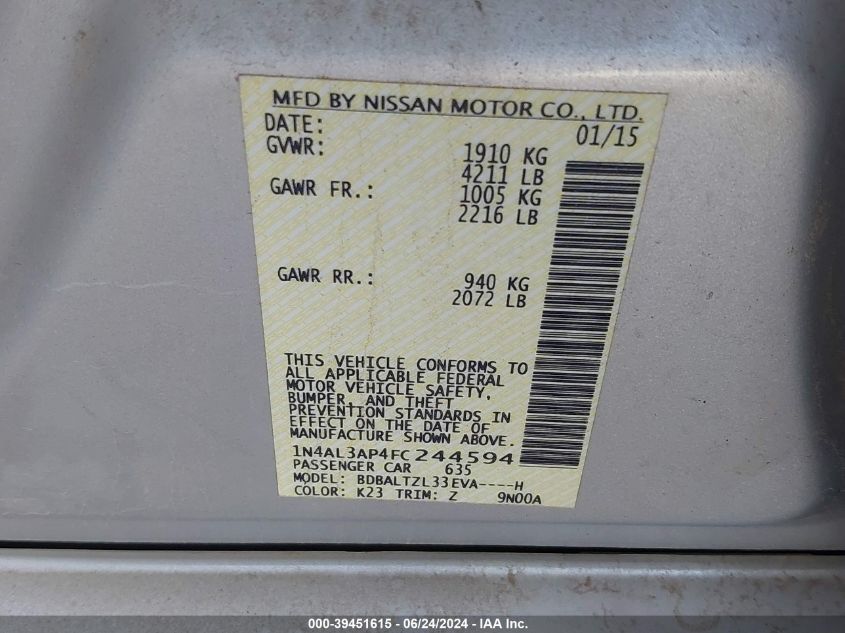 MFD BY NISSAN MOTOR CO., LTD.
DATE: 01/15
GVWR: 1910 KG
4211 LB
GAWR FR.: 1005 KG
2216 LB
GAWR RR.: 940 KG
2072 LB
THIS VEHICLE CONFORMS TO
ALL APPLICABLE FEDERAL
MOTOR VEHICLE SAFETY,
BUMPER, AND THEFT
PREVENTION STANDARDS IN
EFFECT ON THE DATE OF
MANUFACTURE SHOWN ABOVE.
1N4AL3AP4FC244594
PASSENGER CAR 635
MODEL: BDBALTZL33EVA----H
COLOR: K23 TRIM: Z 9N00A
000-39451615 - 06/24/2024 - IAA Inc.